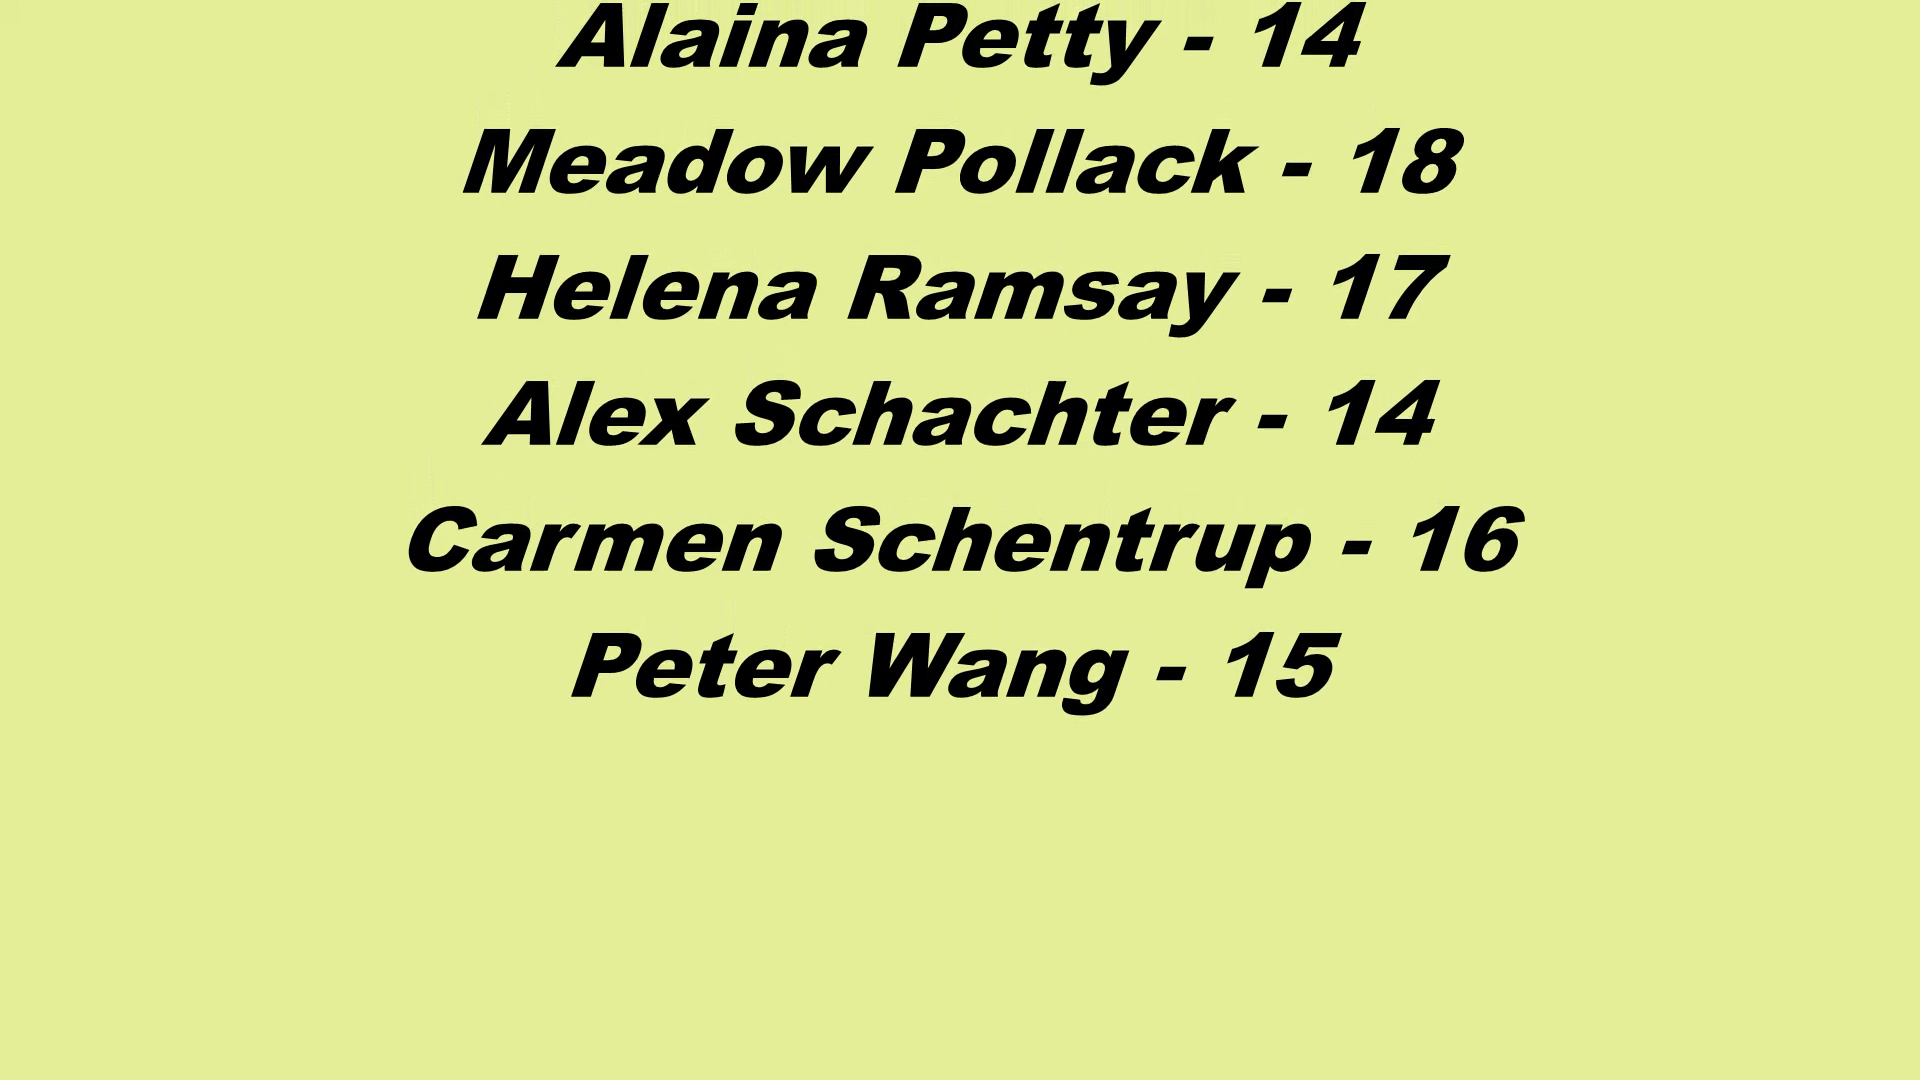 Alaina Petty - 14
Meadow Pollack - 18
Helena Ramsay - 17
Alex Schachter - 14
Carmen Schentrup - 16
Peter Wang - 15